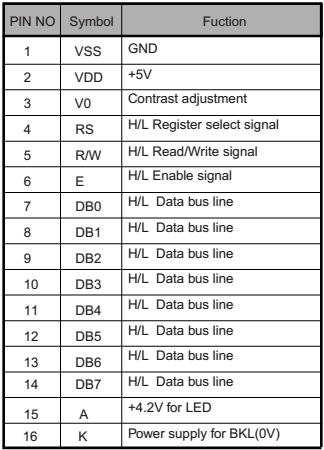 PIN NO Symbol Fuction
1 VSS GND
2 VDD +5V
3 V0 Contrast adjustment
4 RS H/L Register select signal
5 R/W H/L Read/Write signal
6 E H/L Enable signal
7 DB0 H/L Data bus line
8 DB1 H/L Data bus line
9 DB2 H/L Data bus line
10 DB3 H/L Data bus line
11 DB4 H/L Data bus line
12 DB5 H/L Data bus line
13 DB6 H/L Data bus line
14 DB7 H/L Data bus line
15 A +4.2V for LED
16 K Power supply for BKL(0V)